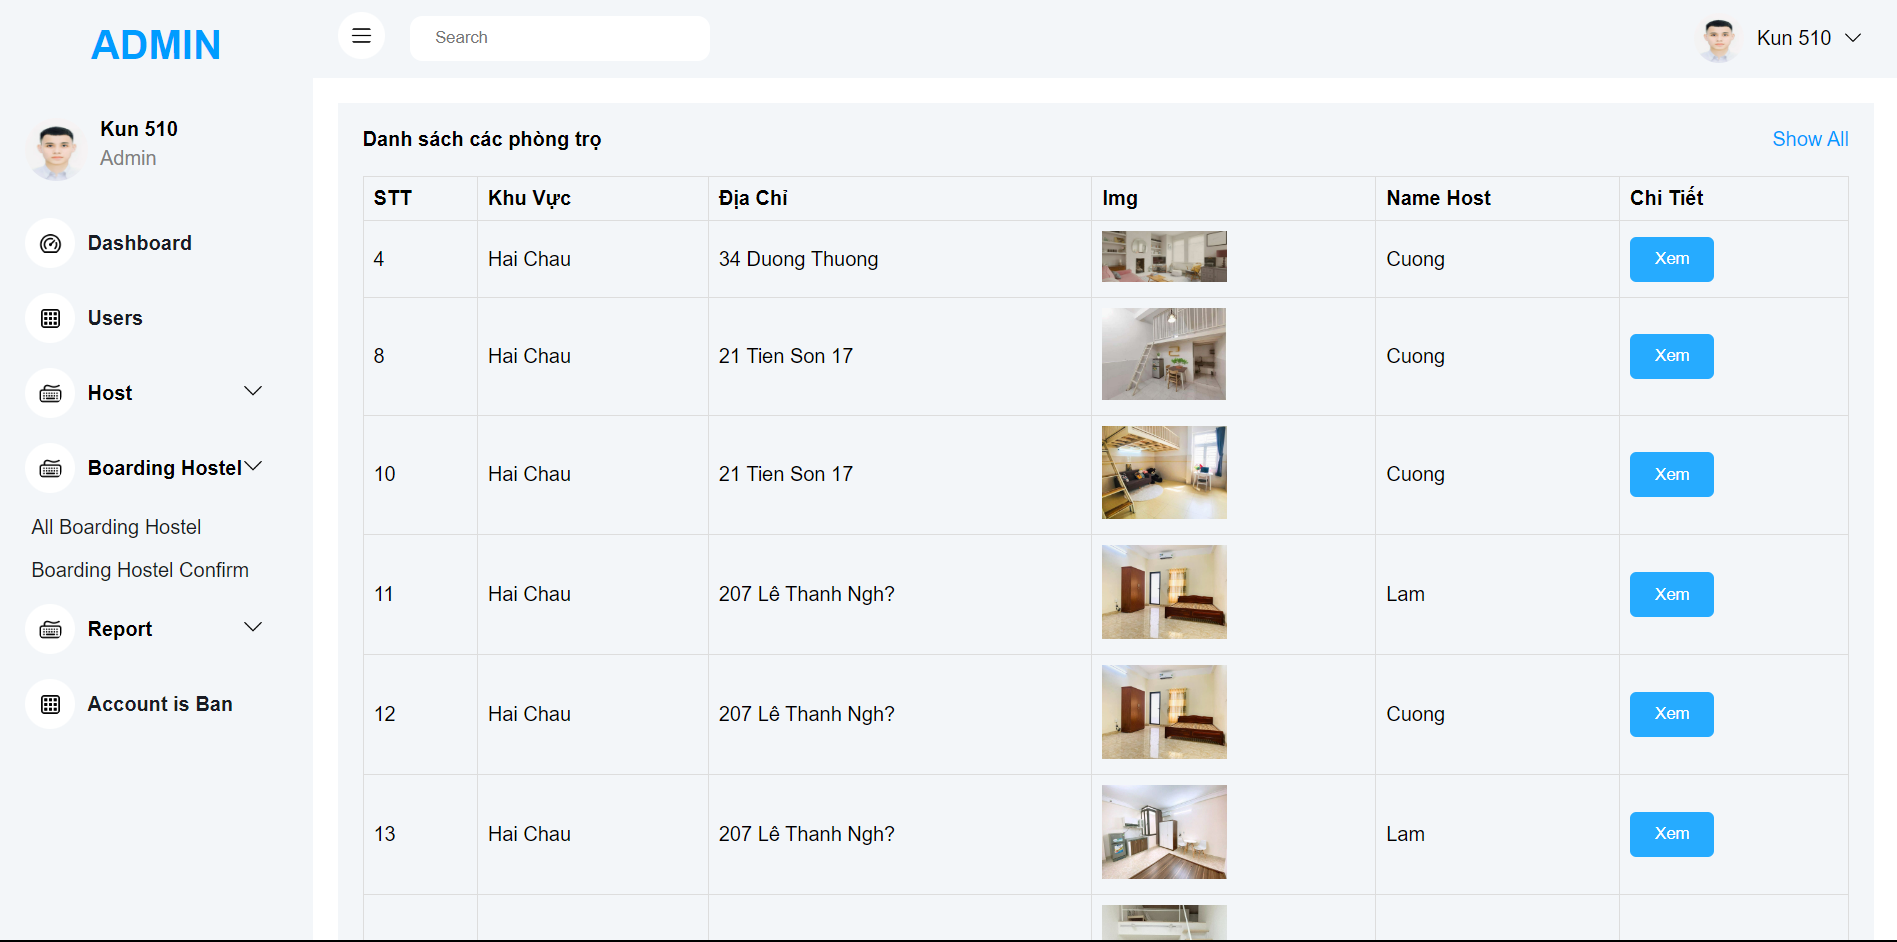 ADMIN
Search
Kun 510
Kun 510
Admin
Dashboard
Users
Host
Boarding Hostel
All Boarding Hostel
Boarding Hostel Confirm
Report
Account is Ban
Danh sách các phòng trọ
Show All
STT Khu Vực Địa Chỉ Img Name Host Chi Tiết
4 Hai Chau 34 Duong Thuong Cuong Xem
8 Hai Chau 21 Tien Son 17 Cuong Xem
10 Hai Chau 21 Tien Son 17 Cuong Xem
11 Hai Chau 207 Lê Thanh Ngh? Lam Xem
12 Hai Chau 207 Lê Thanh Ngh? Cuong Xem
13 Hai Chau 207 Lê Thanh Ngh? Lam Xem